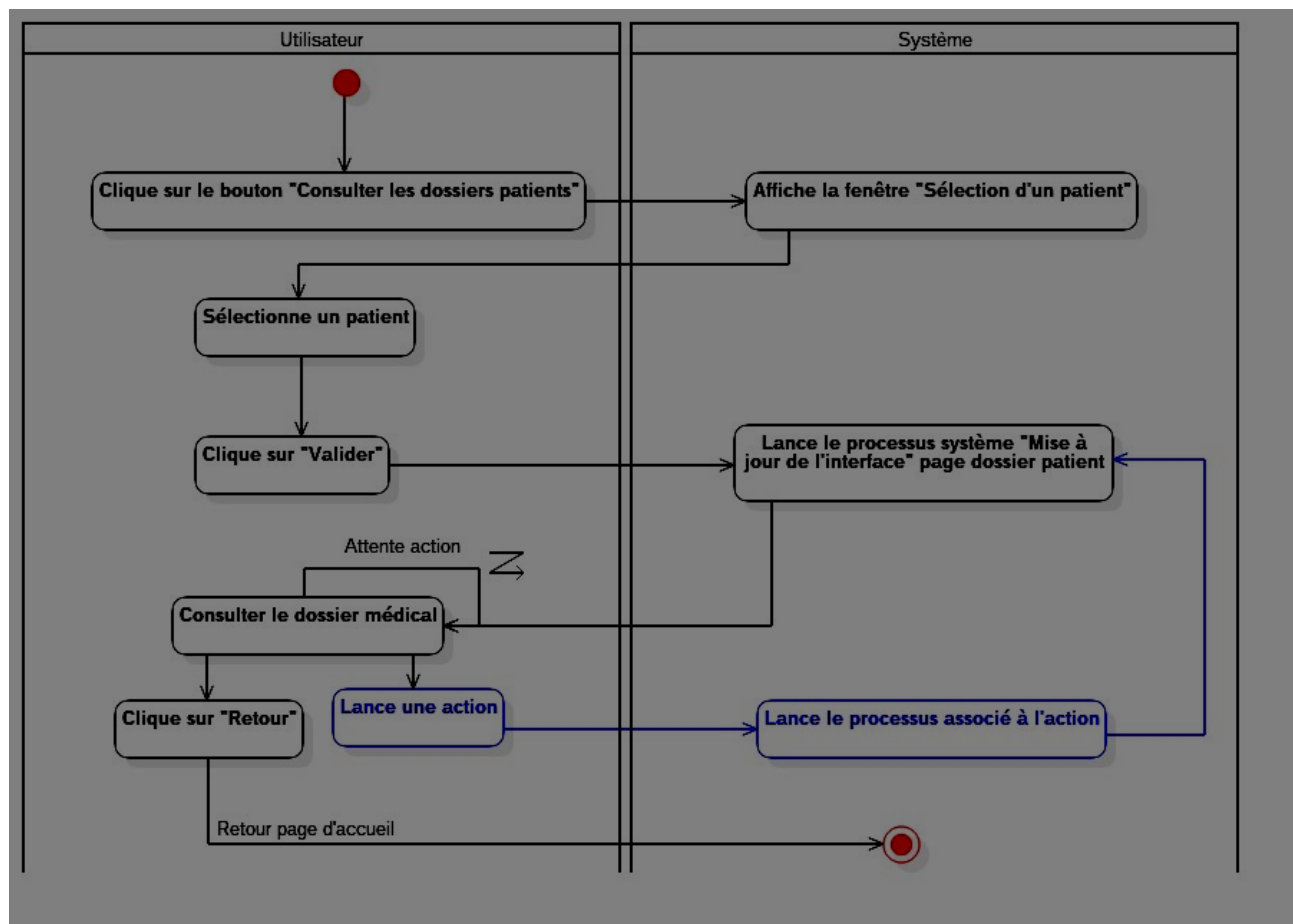 Utilisateur
Système
Clique sur le bouton "Consulter les dossiers patients"
Affiche la fenêtre "Sélection d'un patient"
Sélectionne un patient
Clique sur "Valider"
Lance le processus système "Mise à
jour de l'interface" page dossier patient
Attente action
Consulter le dossier médical
Clique sur "Retour"
Lance une action
Lance le processus associé à l'action
Retour page d'accueil